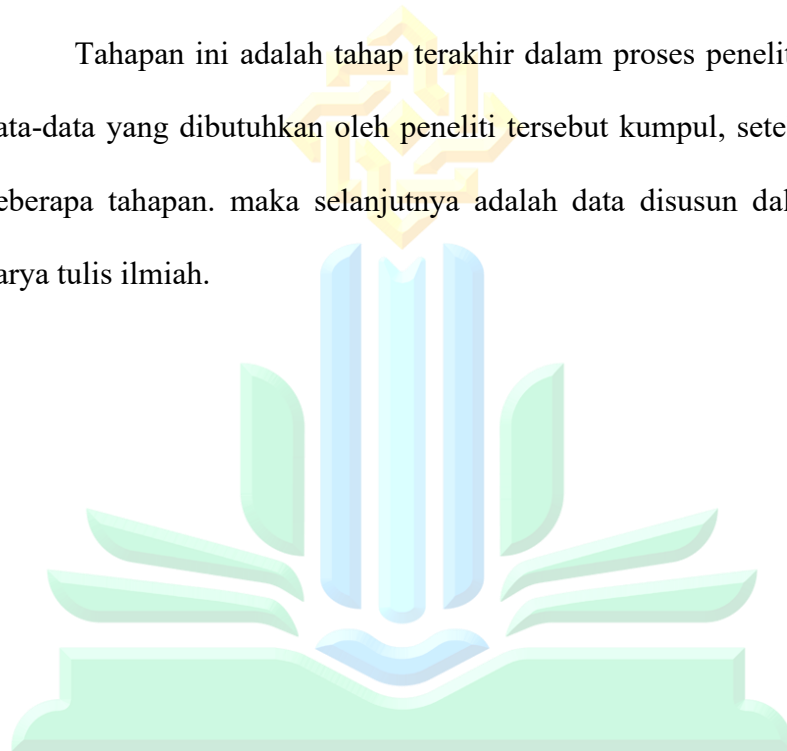 Tahapan ini adalah tahap terakhir dalam proses penelit
ata-data yang dibutuhkan oleh peneliti tersebut kumpul, sete
eberapa tahapan. maka selanjutnya adalah data disusun dal
arya tulis ilmiah.